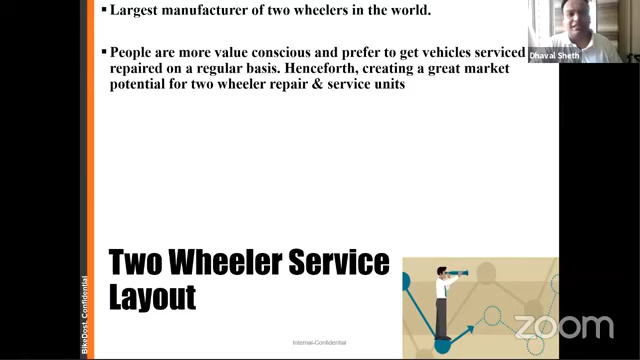 ▪ Largest manufacturer of two wheelers in the world.
▪ People are more value conscious and prefer to get vehicles serviced
repaired on a regular basis. Henceforth, creating a great market
potential for two wheeler repair & service units
Dhaval Sheth
Two Wheeler Service
Layout
BikeDost_Confidential
Internal-Confidential
zoom